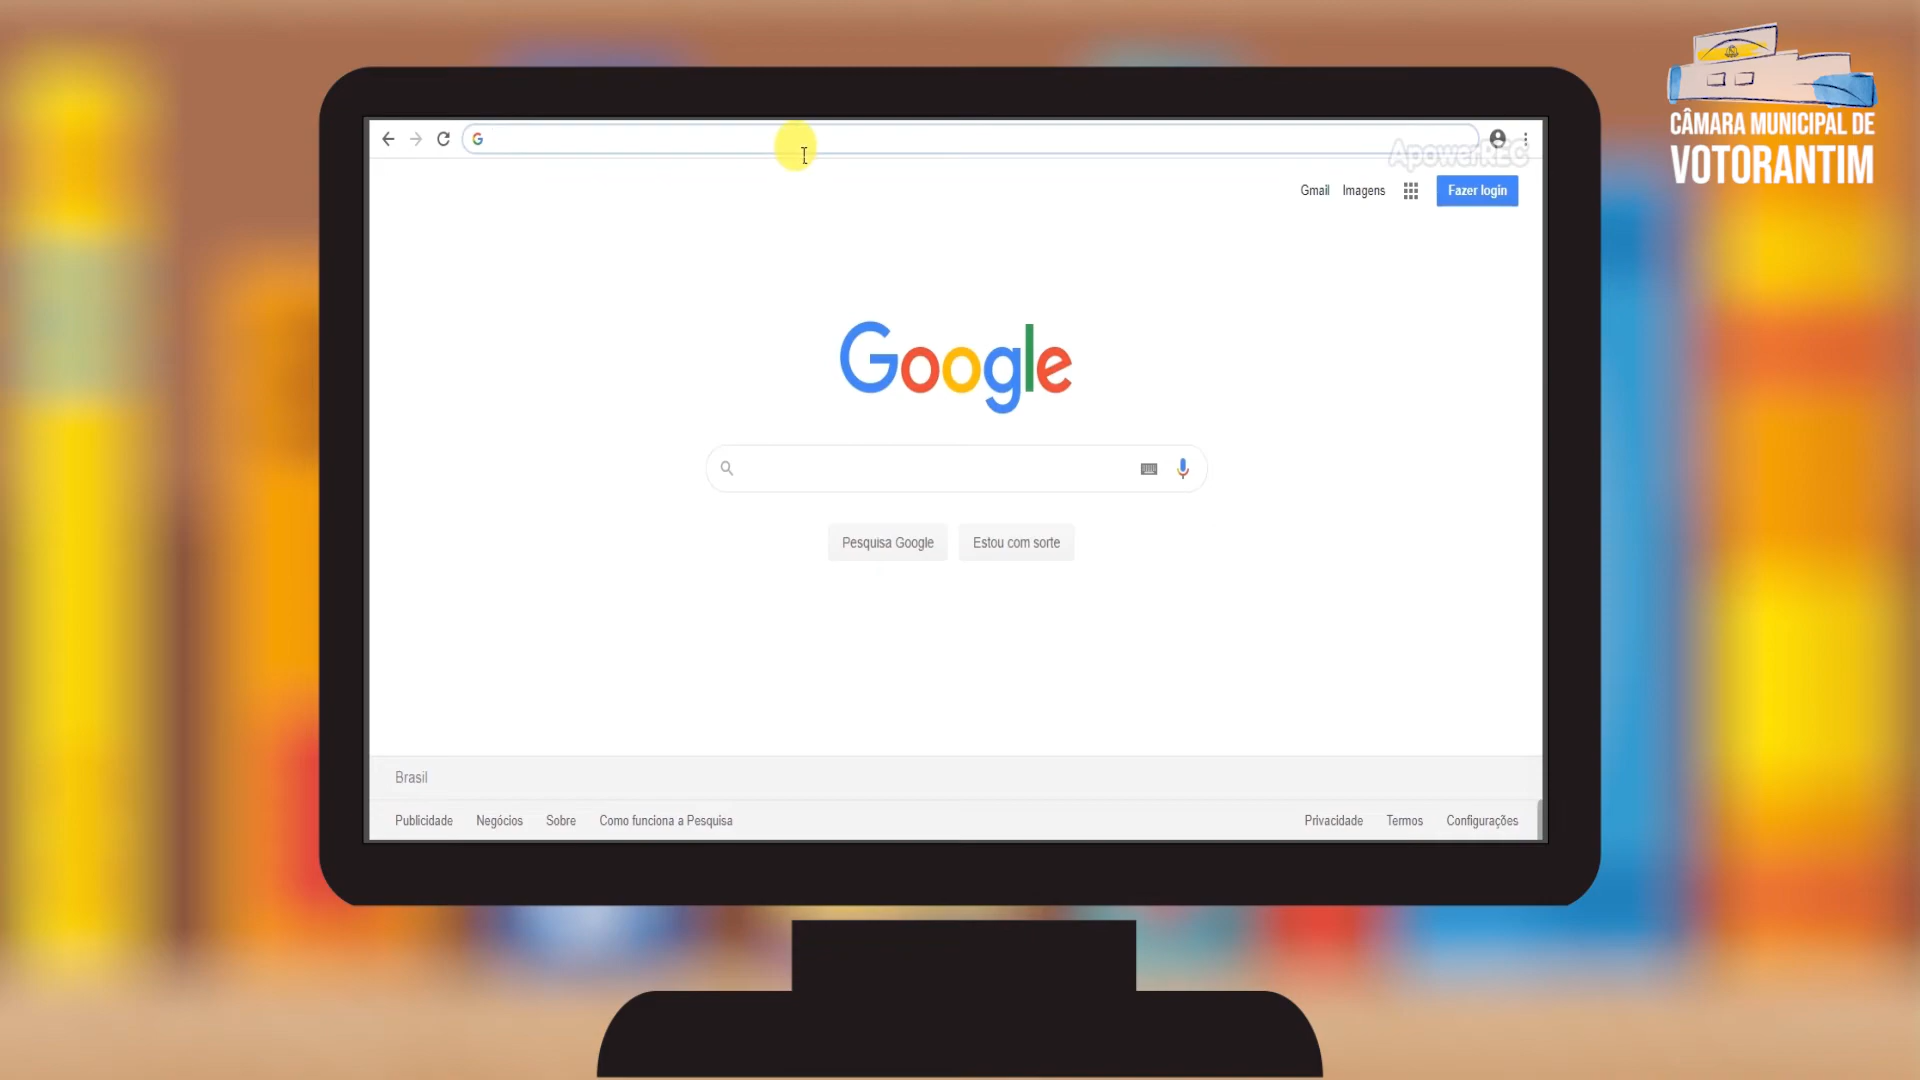 CÂMARA MUNICIPAL DE
VOTORANTIM
ApowerREC
Gmail Imagens Fazer login
Google
Pesquisa Google Estou com sorte
Brasil
Publicidade Negócios Sobre Como funciona a Pesquisa Privacidade Termos Configurações